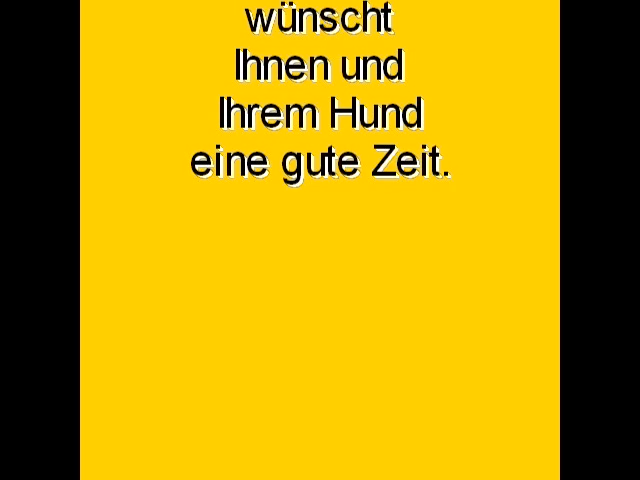 wünscht
Ihnen und
Ihrem Hund
eine gute Zeit.